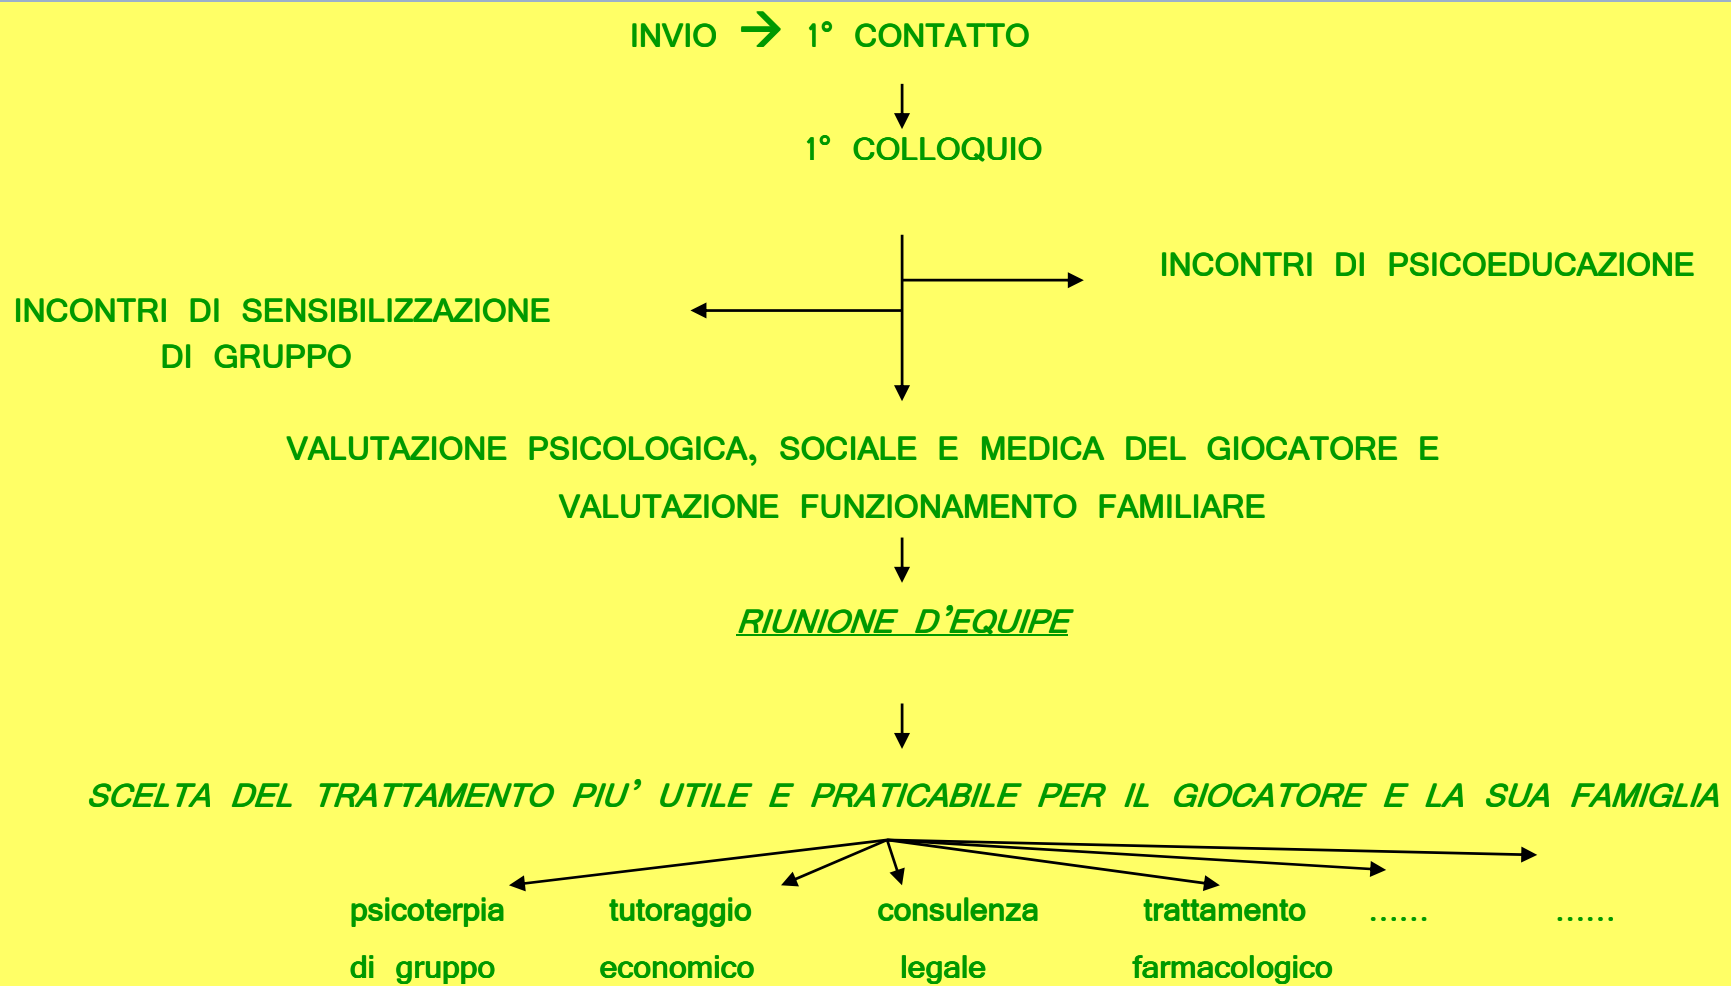 INVIO → 1° CONTATTO
1° COLLOQUIO
INCONTRI DI PSICOEDUCAZIONE
INCONTRI DI SENSIBILIZZAZIONE
DI GRUPPO
VALUTAZIONE PSICOLOGICA, SOCIALE E MEDICA DEL GIOCATORE E
VALUTAZIONE FUNZIONAMENTO FAMILIARE
RIUNIONE D’EQUIPE
SCELTA DEL TRATTAMENTO PIU’ UTILE E PRATICABILE PER IL GIOCATORE E LA SUA FAMIGLIA
psicoterpia tutoraggio consulenza trattamento ...... ......
di gruppo economico legale farmacologico